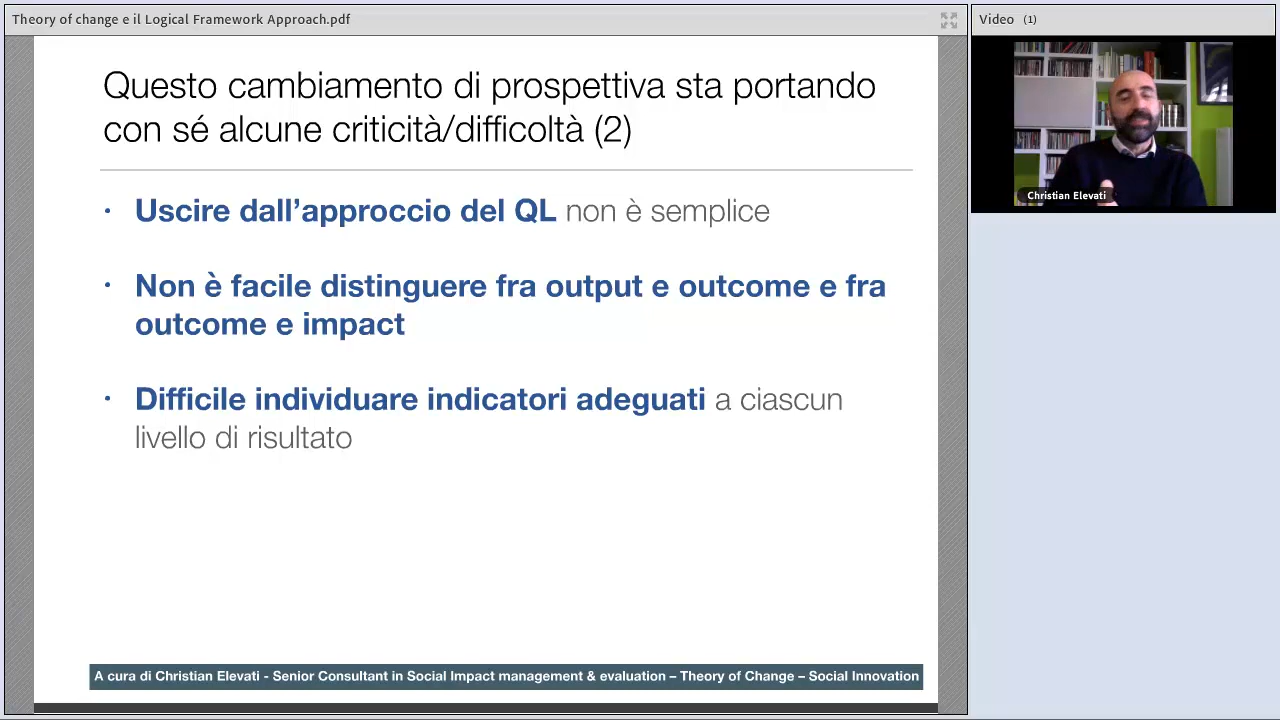 Theory of change e il Logical Framework Approach.pdf
Video (1)
Christian Elevati
Questo cambiamento di prospettiva sta portando
con sé alcune criticità/difficoltà (2)
• Uscire dall’approccio del QL non è semplice
• Non è facile distinguere fra output e outcome e fra
outcome e impact
• Difficile individuare indicatori adeguati a ciascun
livello di risultato
A cura di Christian Elevati - Senior Consultant in Social Impact management & evaluation – Theory of Change – Social Innovation